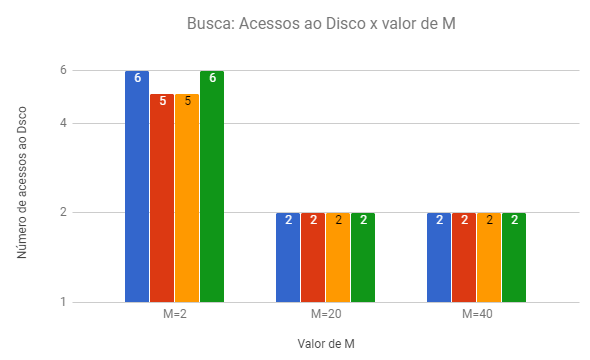 Busca: Acessos ao Disco x valor de M
Número de acessos ao Dsco
6
4
2
1
6 5 5 6
2 2 2 2
2 2 2 2
M=2 M=20 M=40
Valor de M